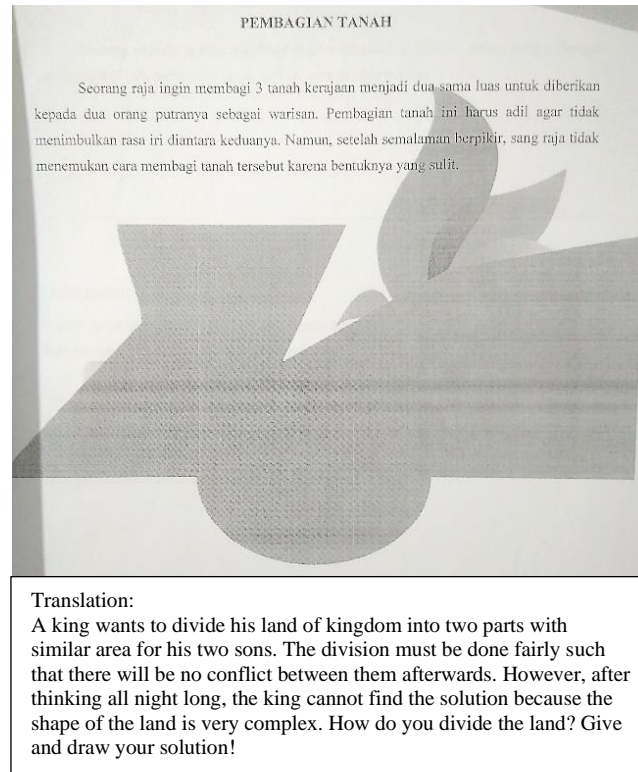 PEMBAGIAN TANAH
Seorang raja ingin membagi 3 tanah kerajaan menjadi dua sama luas untuk diberikan
kepada dua orang putranya sebagai warisan. Pembagian tanah ini harus adil agar tidak
menimbulkan rasa iri diantara keduanya. Namun, setelah semalaman berpikir, sang raja tidak
menemukan cara membagi tanah tersebut karena bentuknya yang sulit.
Translation:
A king wants to divide his land of kingdom into two parts with
similar area for his two sons. The division must be done fairly such
that there will be no conflict between them afterwards. However, after
thinking all night long, the king cannot find the solution because the
shape of the land is very complex. How do you divide the land? Give
and draw your solution!